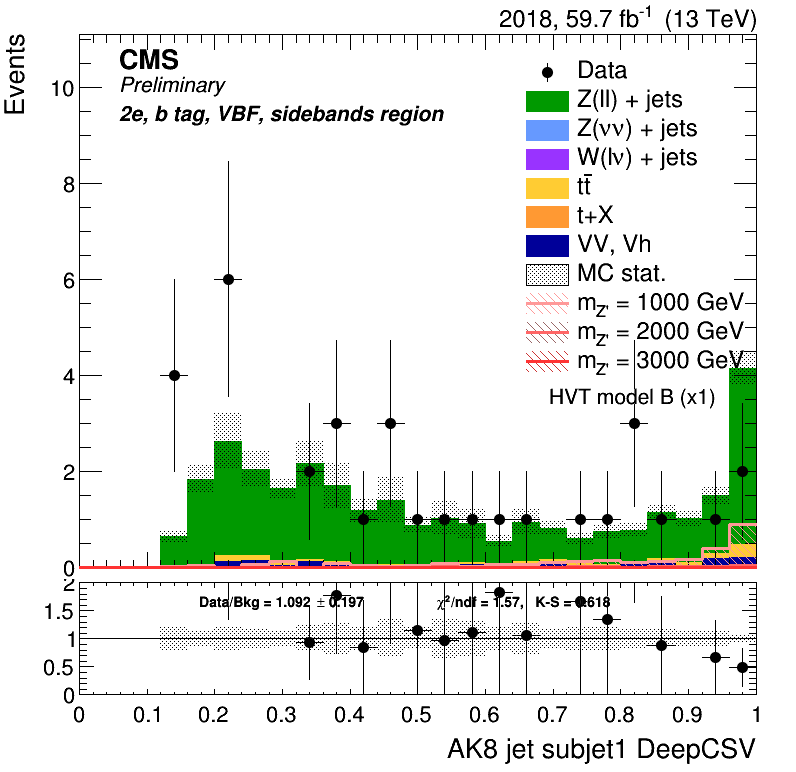 2018, 59.7 fb⁻¹ (13 TeV)
Events
CMS
Preliminary
2e, b tag, VBF, sidebands region
Data
Z(ll) + jets
Z(νν) + jets
W(lν) + jets
tt̄
t+X
VV, Vh
MC stat.
m_Z' = 1000 GeV
m_Z' = 2000 GeV
m_Z' = 3000 GeV
HVT model B (x1)
10
8
6
4
2
0
Data/Bkg = 1.092 ± 0.197 χ²/ndf = 1.57, K-S = 0.618
2
1.5
1
0.5
0
0 0.1 0.2 0.3 0.4 0.5 0.6 0.7 0.8 0.9 1
AK8 jet subjet1 DeepCSV